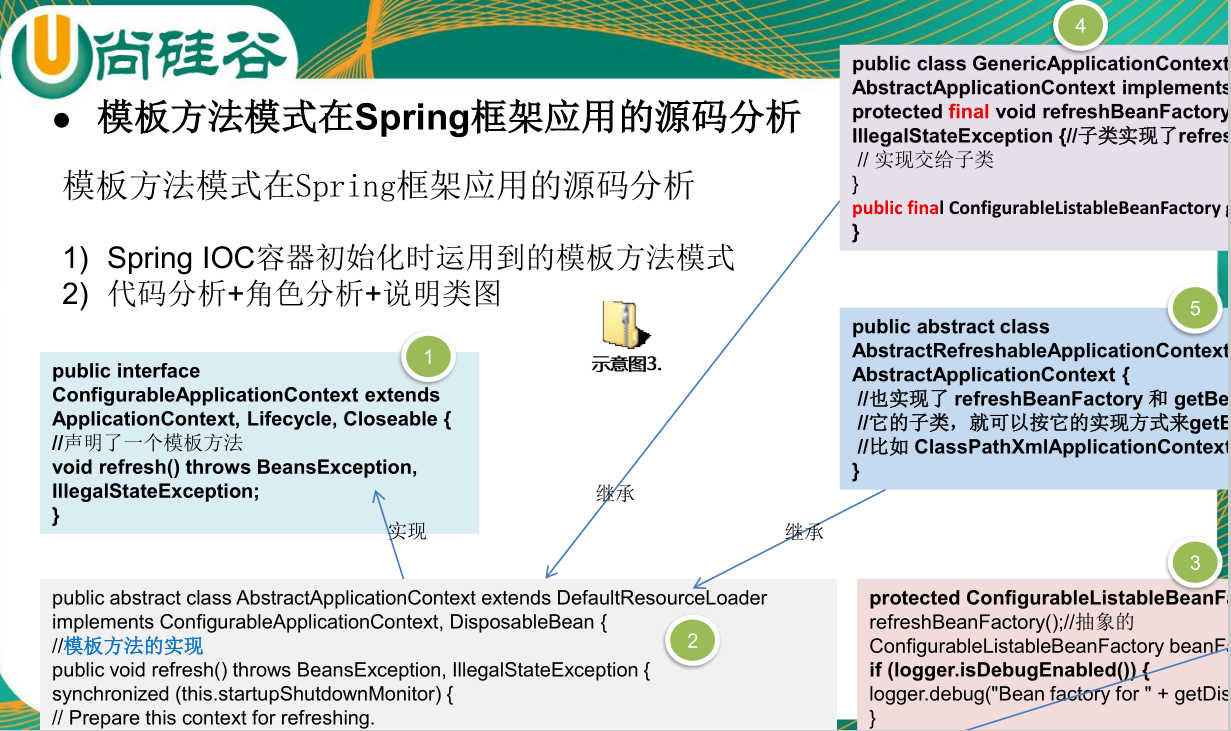 尚硅谷
模板方法模式在Spring框架应用的源码分析
模板方法模式在Spring框架应用的源码分析
1) Spring IOC容器初始化时运用到的模板方法模式
2) 代码分析+角色分析+说明类图
示意图3.
1
public interface
ConfigurableApplicationContext extends
ApplicationContext, Lifecycle, Closeable {
//声明了一个模板方法
void refresh() throws BeansException,
IllegalStateException;
}
实现
继承
继承
2
public abstract class AbstractApplicationContext extends DefaultResourceLoader
implements ConfigurableApplicationContext, DisposableBean {
//模板方法的实现
public void refresh() throws BeansException, IllegalStateException {
synchronized (this.startupShutdownMonitor) {
// Prepare this context for refreshing.
4
public class GenericApplicationContext
AbstractApplicationContext implements
protected final void refreshBeanFactory
IllegalStateException {//子类实现了refres
// 实现交给子类
}
public final ConfigurableListableBeanFactory
}
5
public abstract class
AbstractRefreshableApplicationContext
AbstractApplicationContext {
//也实现了 refreshBeanFactory 和 getBe
//它的子类，就可以按它的实现方式来get
//比如 ClassPathXmlApplicationContext
}
3
protected ConfigurableListableBeanF
refreshBeanFactory();//抽象的
ConfigurableListableBeanFactory beanF
if (logger.isDebugEnabled()) {
logger.debug("Bean factory for " + getDis
}